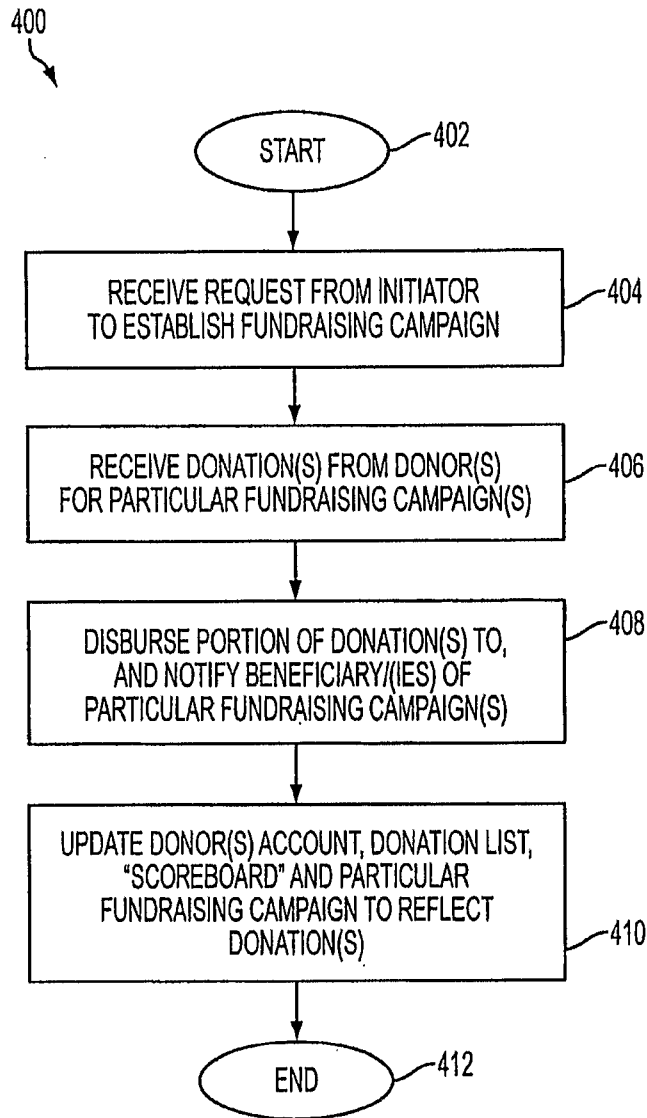 400
START
402
RECEIVE REQUEST FROM INITIATOR
TO ESTABLISH FUNDRAISING CAMPAIGN
404
RECEIVE DONATION(S) FROM DONOR(S)
FOR PARTICULAR FUNDRAISING CAMPAIGN(S)
406
DISBURSE PORTION OF DONATION(S) TO,
AND NOTIFY BENEFICIARY/(IES) OF
PARTICULAR FUNDRAISING CAMPAIGN(S)
408
UPDATE DONOR(S) ACCOUNT, DONATION LIST,
"SCOREBOARD" AND PARTICULAR
FUNDRAISING CAMPAIGN TO REFLECT
DONATION(S)
410
END
412